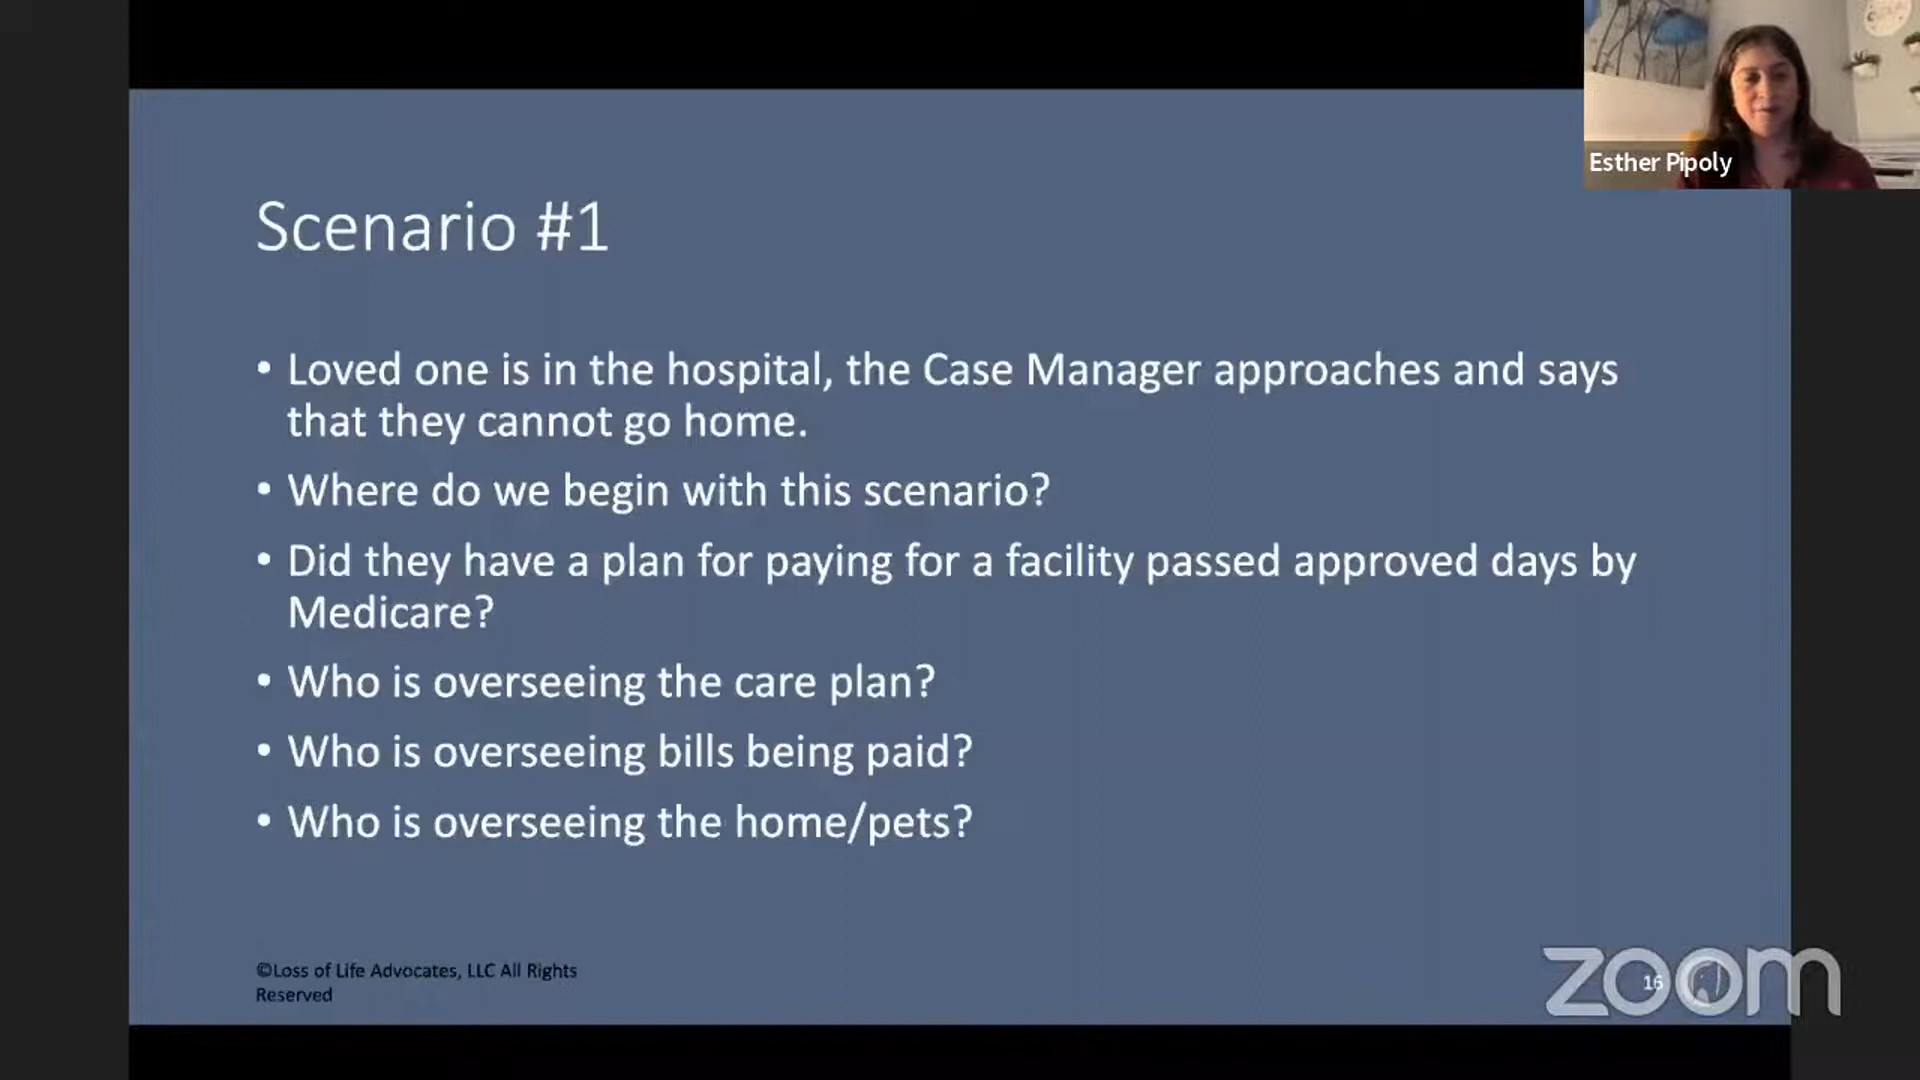 Esther Pipoly
Scenario #1
• Loved one is in the hospital, the Case Manager approaches and says
that they cannot go home.
• Where do we begin with this scenario?
• Did they have a plan for paying for a facility passed approved days by
Medicare?
• Who is overseeing the care plan?
• Who is overseeing bills being paid?
• Who is overseeing the home/pets?
©Loss of Life Advocates, LLC All Rights
Reserved
16
zoom